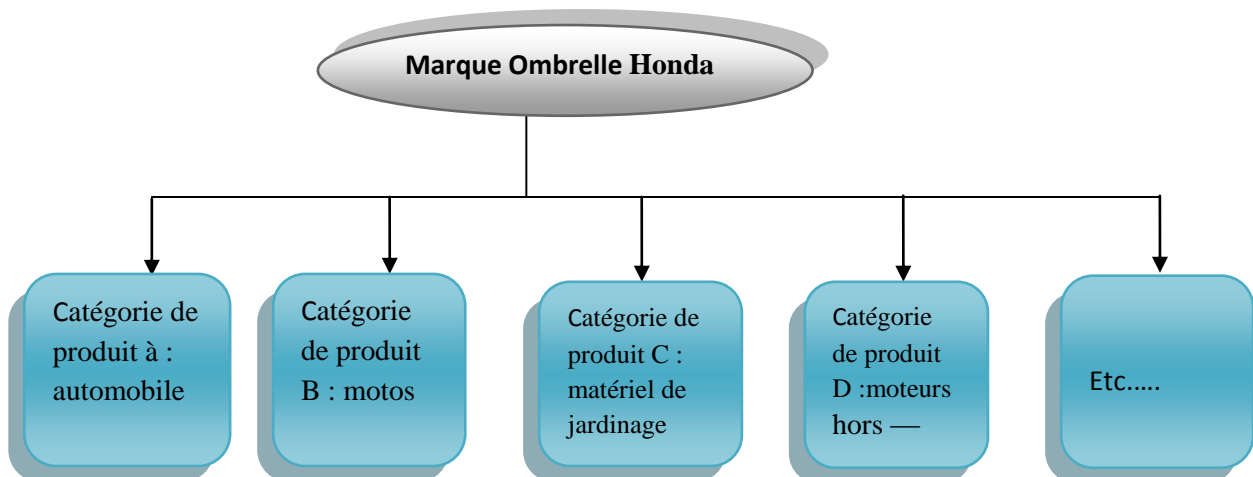 Marque Ombrelle Honda
Catégorie de
produit à :
automobile
Catégorie
de produit
B : motos
Catégorie de
produit C :
matériel de
jardinage
Catégorie
de produit
D :moteurs
hors —
Etc.....